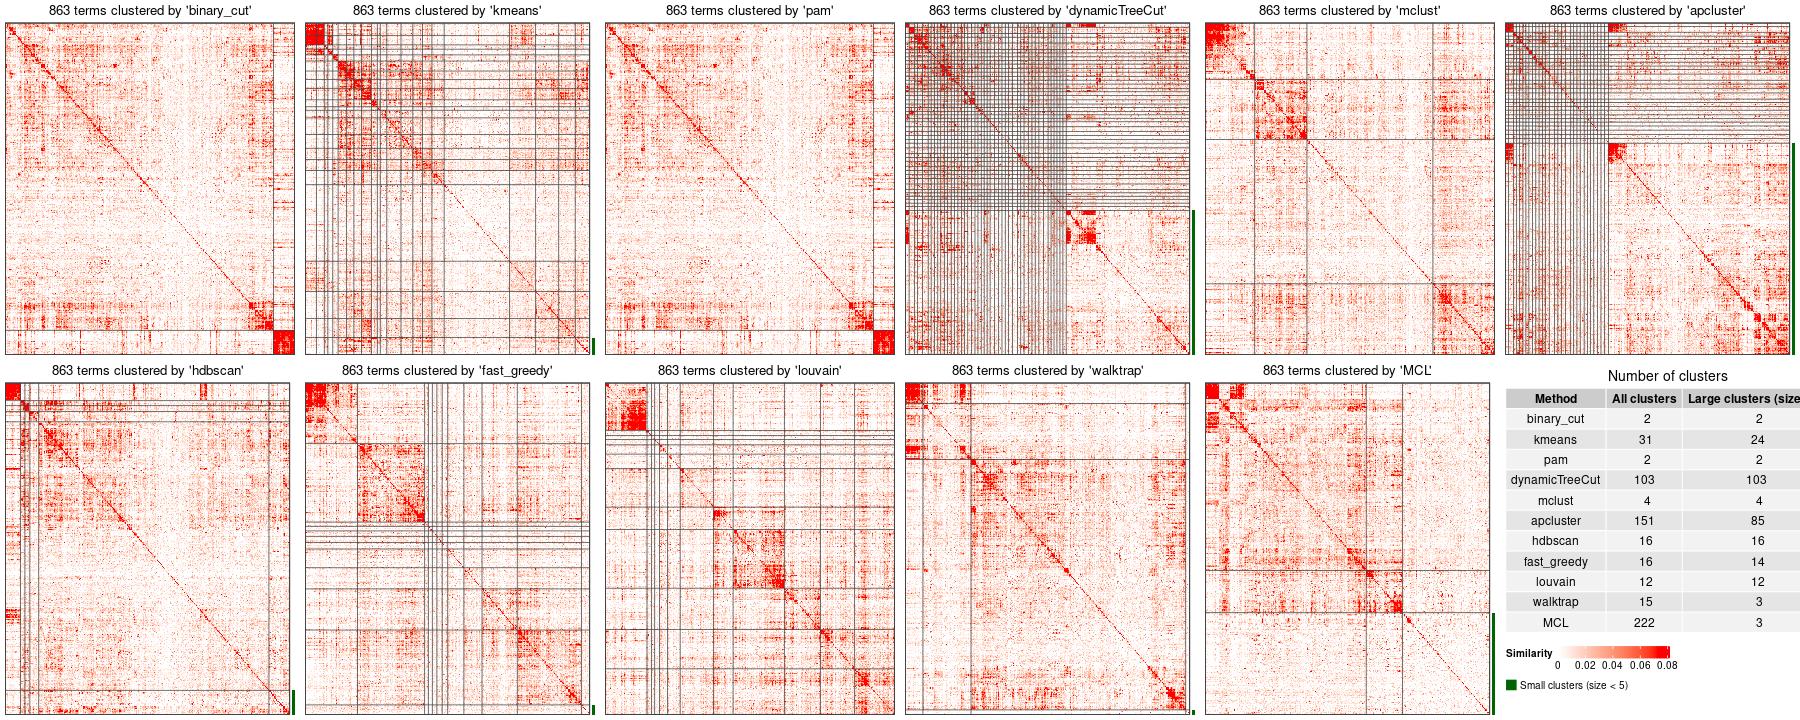 863 terms clustered by 'binary_cut'
863 terms clustered by 'kmeans'
863 terms clustered by 'pam'
863 terms clustered by 'dynamicTreeCut'
863 terms clustered by 'mclust'
863 terms clustered by 'apcluster'
863 terms clustered by 'hdbscan'
863 terms clustered by 'fast_greedy'
863 terms clustered by 'louvain'
863 terms clustered by 'walktrap'
863 terms clustered by 'MCL'
Number of clusters
Method All clusters Large clusters (size
binary_cut 2 2
kmeans 31 24
pam 2 2
dynamicTreeCut 103 103
mclust 4 4
apcluster 151 85
hdbscan 16 16
fast_greedy 16 14
louvain 12 12
walktrap 15 3
MCL 222 3
Similarity
0 0.02 0.04 0.06 0.08
Small clusters (size < 5)